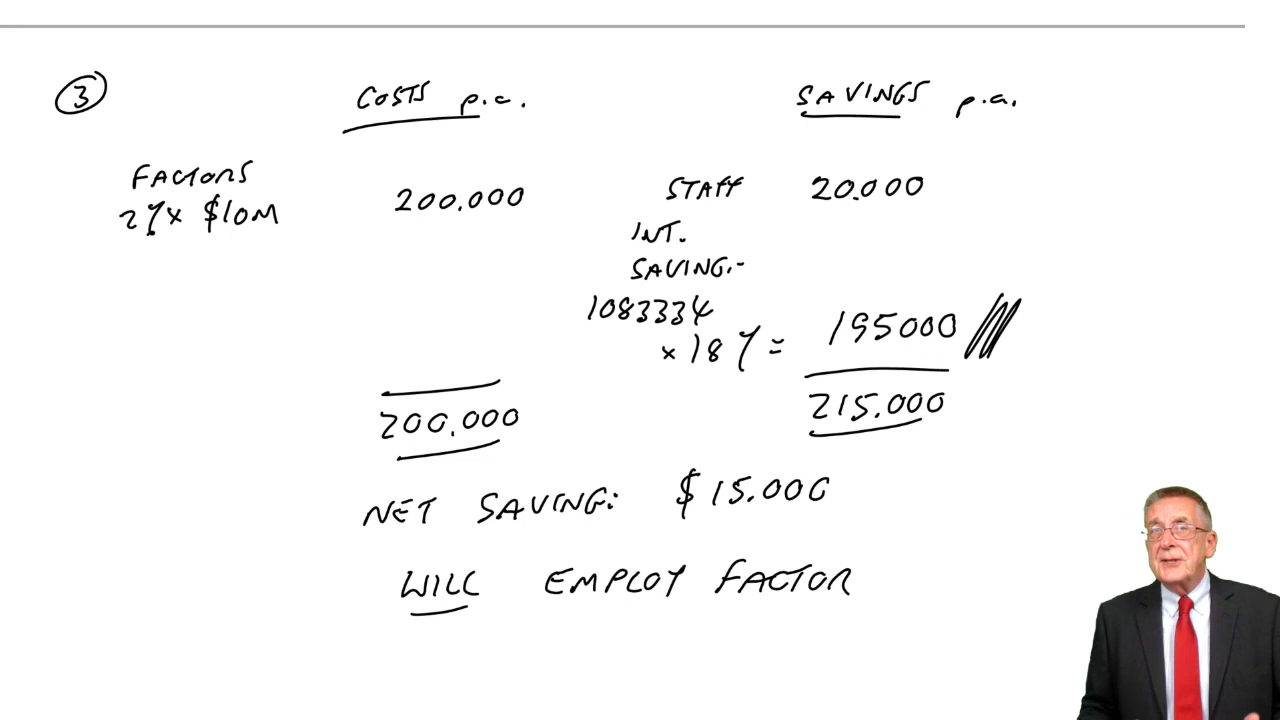 ③
COSTS p.a.
SAVINGS p.a.
FACTORS
2% x $10M
200.000
STAFF 20.000
INT.
SAVING:-
1083334
x 18% = 195000
200.000
215.000
NET SAVING: $15.000
WILL EMPLOY FACTOR